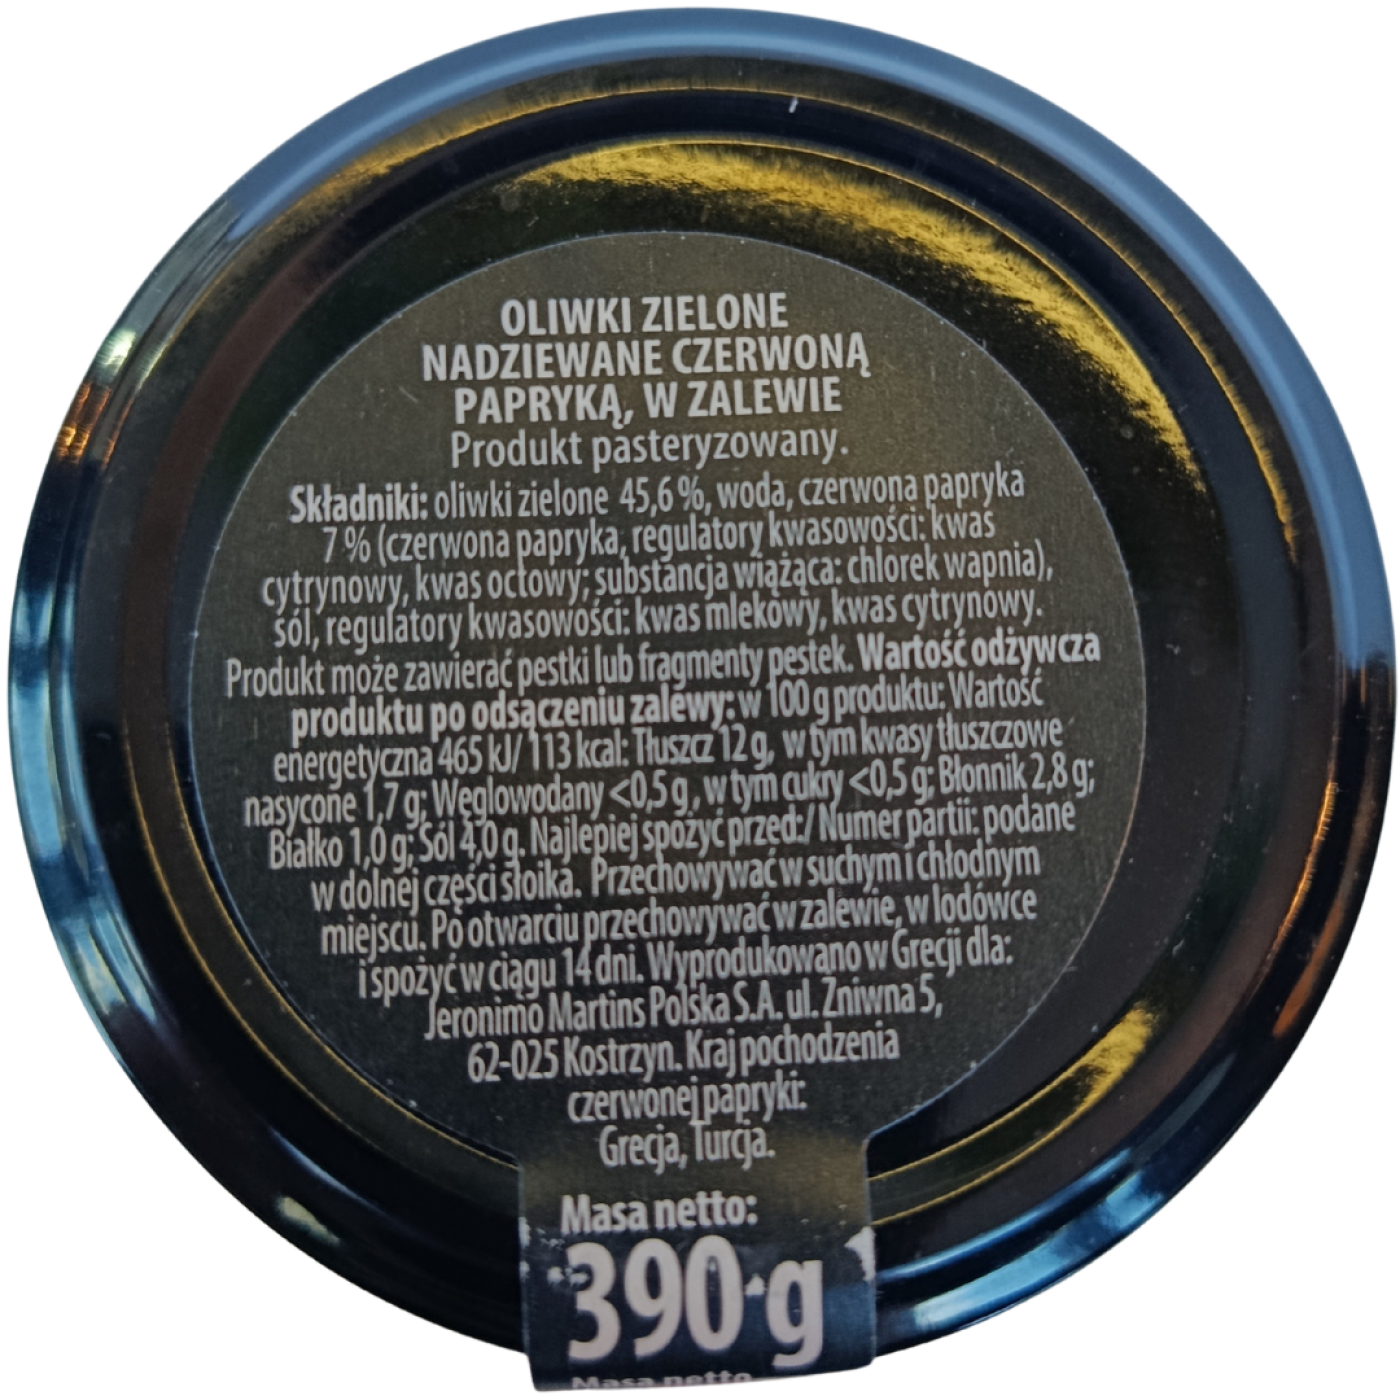 OLIWKI ZIELONE
NADZIEWANE CZERWONĄ
PAPRYKĄ, W ZALEWIE
Produkt pasteryzowany.
Składniki: oliwki zielone 45,6%, woda, czerwona papryka
7% (czerwona papryka, regulatory kwasowości: kwas
cytrynowy, kwas octowy; substancja wiążąca: chlorek wapnia),
sól, regulatory kwasowości: kwas mlekowy, kwas cytrynowy.
Produkt może zawierać pestki lub fragmenty pestek. Wartość odżywcza
produktu po odsączeniu zalewy: w 100 g produktu: Wartość
energetyczna 465 kJ/ 113 kcal: Tłuszcz 12 g, w tym kwasy tłuszczowe
nasycone 1,7 g; Węglowodany <0,5 g, w tym cukry <0,5 g; Błonnik 2,8 g;
Białko 1,0 g; Sól 4,0 g. Najlepiej spożyć przed:/ Numer partii: podane
w dolnej części słoika. Przechowywać w suchym i chłodnym
miejscu. Po otwarciu przechowywać w zalewie, w lodówce
i spożyć w ciągu 14 dni. Wyprodukowano w Grecji dla:
Jeronimo Martins Polska S.A. ul. Żniwna 5,
62-025 Kostrzyn. Kraj pochodzenia
czerwonej papryki:
Grecja, Turcja.
Masa netto:
390 g
Masa netto